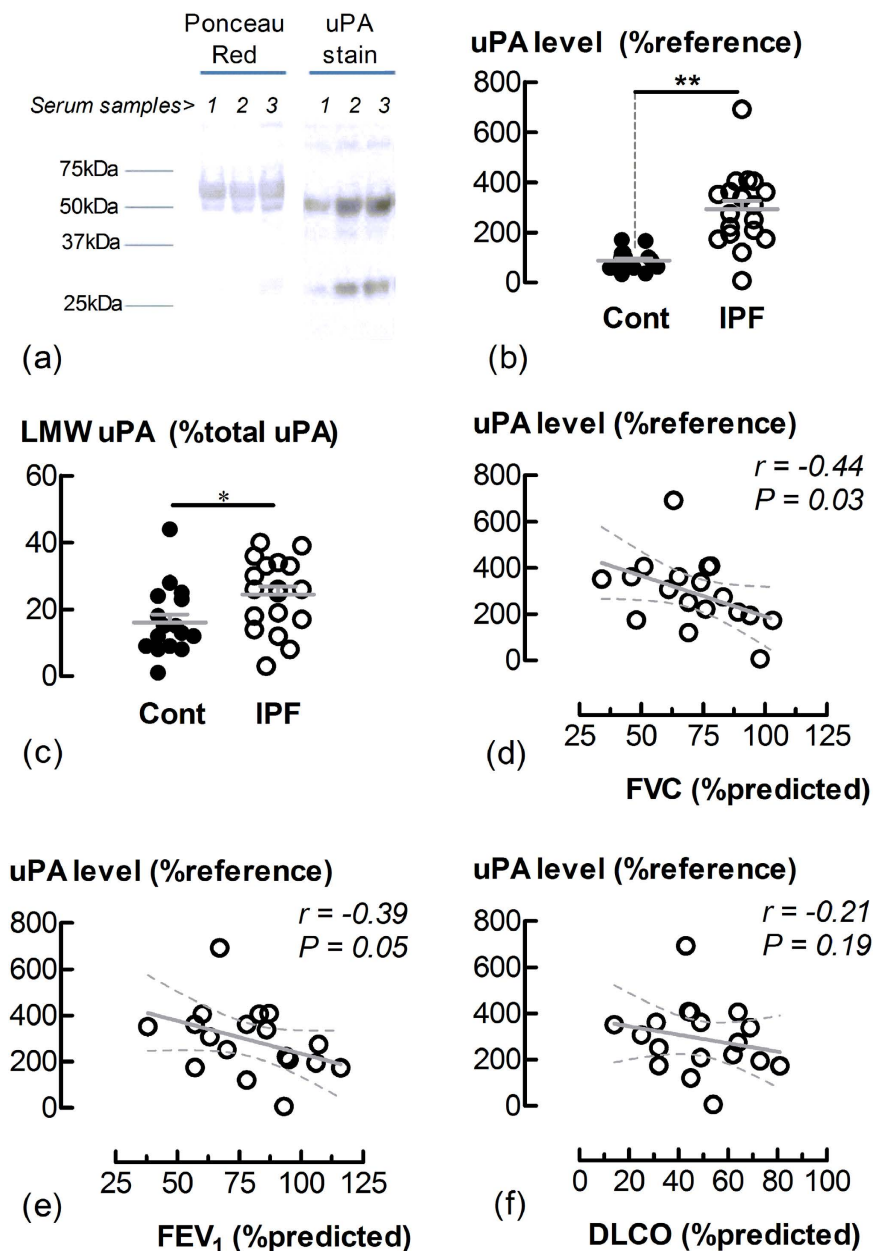 Ponceau Red
uPA stain
Serum samples> 1 2 3 1 2 3
75kDa
50kDa
37kDa
25kDa
(a)
uPA level (%reference)
800
600
400
200
0
**
Cont IPF
(b)
LMW uPA (%total uPA)
60
40
20
0
*
Cont IPF
(c)
uPA level (%reference)
r = -0.44
P = 0.03
800
600
400
200
0
25 50 75 100 125
(d)
FVC (%predicted)
uPA level (%reference)
r = -0.39
P = 0.05
800
600
400
200
0
25 50 75 100 125
(e)
FEV1 (%predicted)
uPA level (%reference)
r = -0.21
P = 0.19
800
600
400
200
0
0 20 40 60 80 100
(f)
DLCO (%predicted)